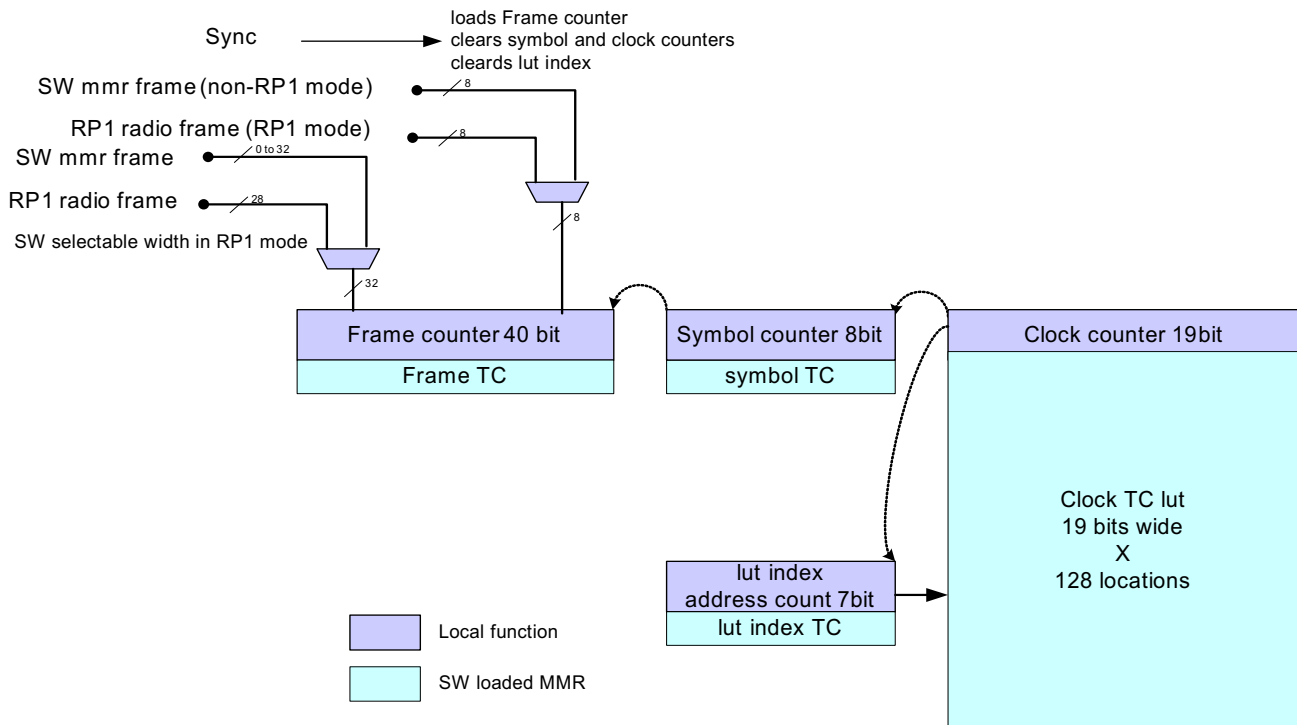 Sync
loads Frame counter
clears symbol and clock counters
cleards lut index
SW mmr frame (non-RP1 mode)
8
RP1 radio frame (RP1 mode)
8
SW mmr frame
0 to 32
RP1 radio frame
28
8
SW selectable width in RP1 mode
32
Frame counter 40 bit
Symbol counter 8bit
Clock counter 19bit
Frame TC
symbol TC
Clock TC lut
19 bits wide
X
128 locations
lut index
address count 7bit
lut index TC
Local function
SW loaded MMR